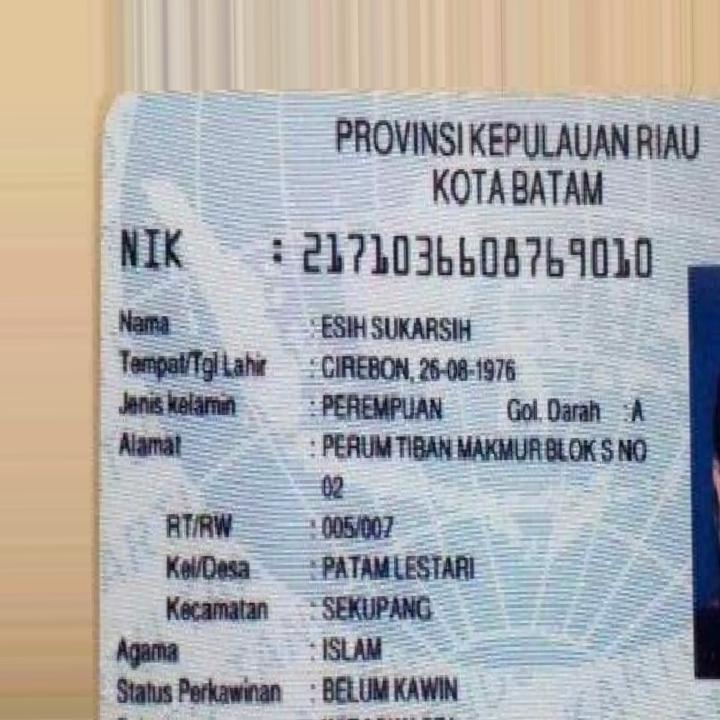 PROVINSI KEPULAUAN RIAU
KOTA BATAM
NIK : 2171036608769010
Nama : ESIH SUKARSIH
Tempat/Tgl Lahir : CIREBON, 26-08-1976
Jenis kelamin : PEREMPUAN Gol. Darah : A
Alamat : PERUM TIBAN MAKMUR BLOK S NO
02
RT/RW : 005/007
Kel/Desa : PATAM LESTARI
Kecamatan : SEKUPANG
Agama : ISLAM
Status Perkawinan : BELUM KAWIN